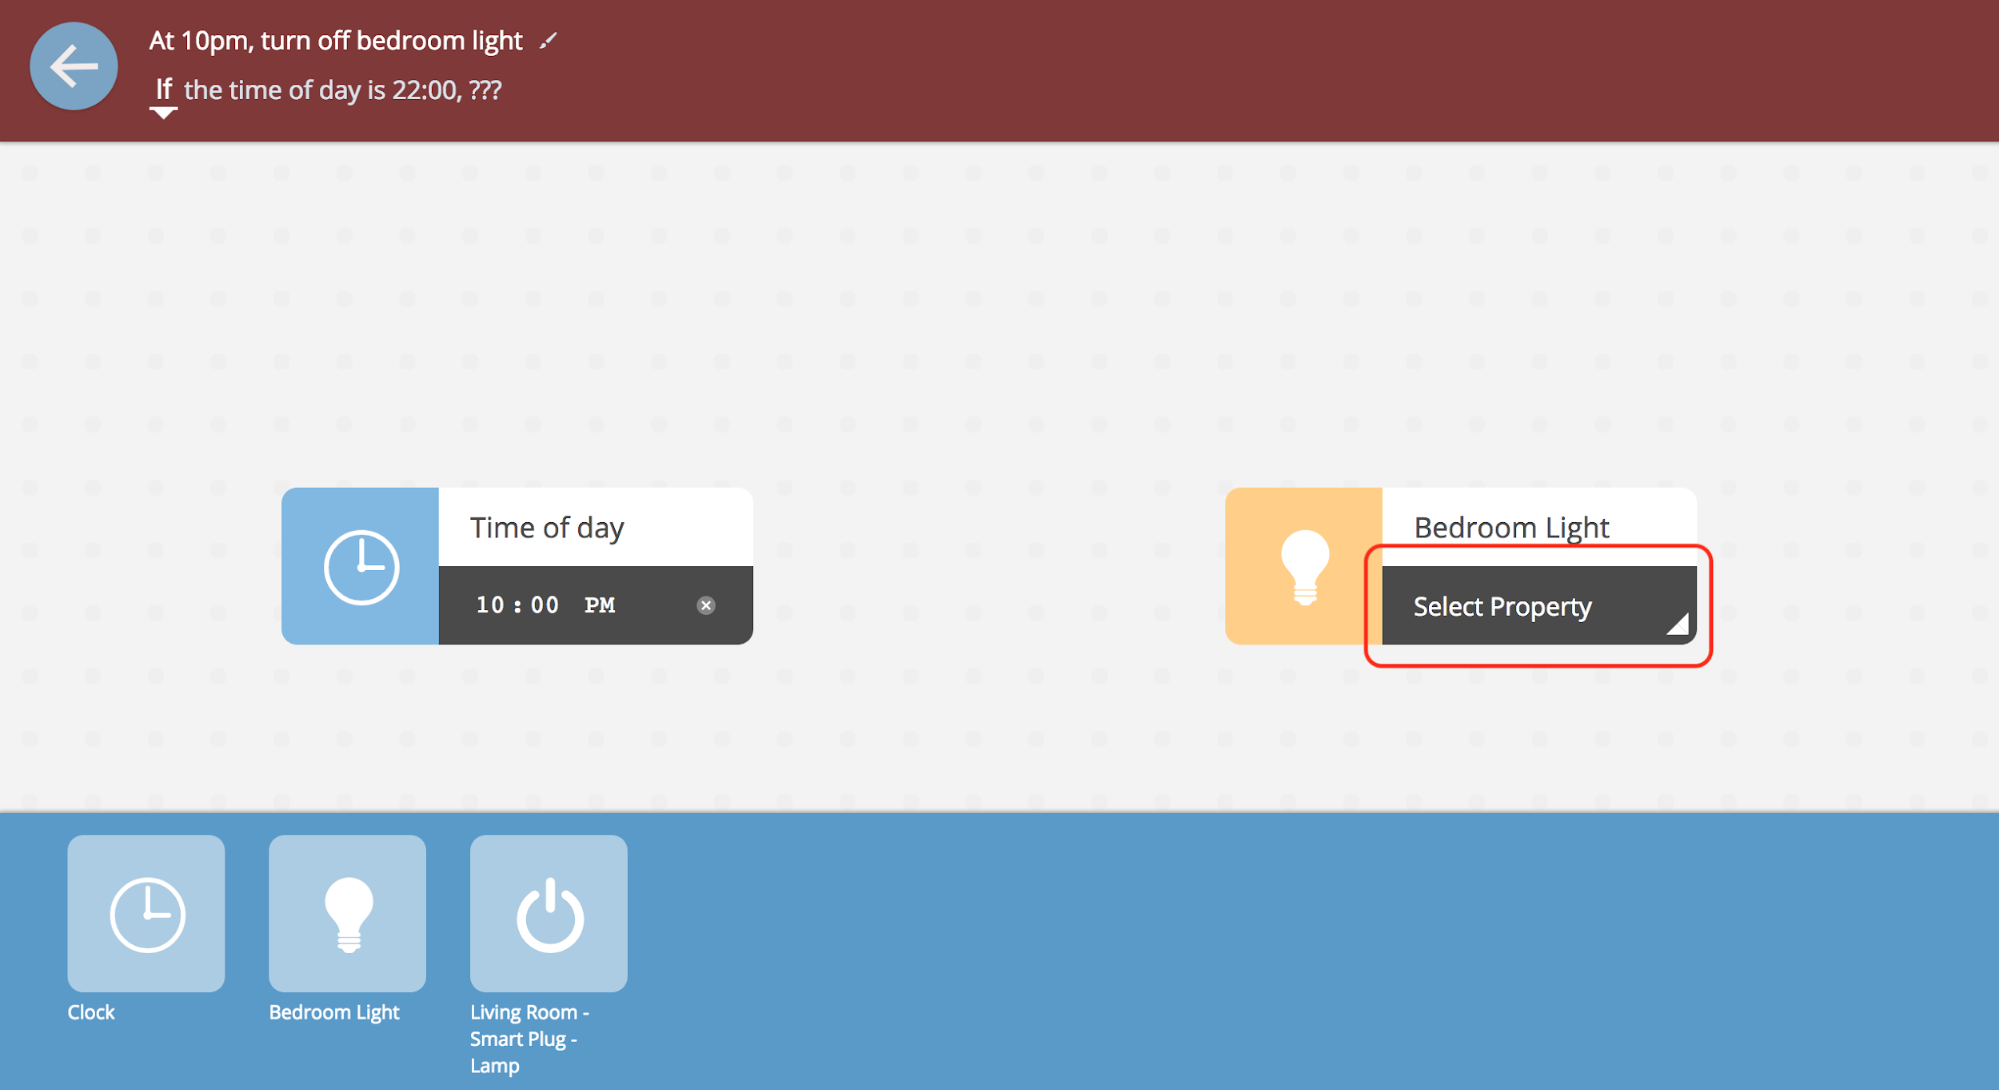 At 10pm, turn off bedroom light
If the time of day is 22:00, ???
Time of day
10:00 PM
Bedroom Light
Select Property
Clock
Bedroom Light
Living Room -
Smart Plug -
Lamp